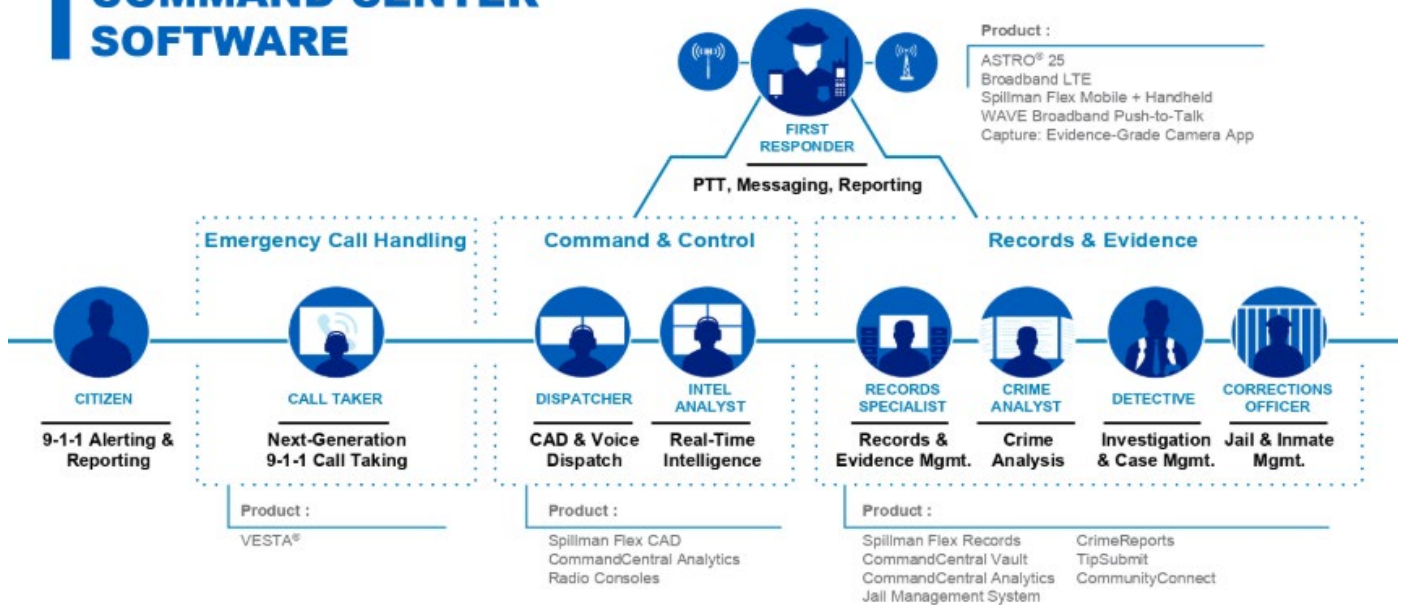 COMMAND CENTER
SOFTWARE
Product :
ASTRO® 25
Broadband LTE
Spillman Flex Mobile + Handheld
WAVE Broadband Push-to-Talk
Capture: Evidence-Grade Camera App
FIRST
RESPONDER
PTT, Messaging, Reporting
Emergency Call Handling
Command & Control
Records & Evidence
CITIZEN
9-1-1 Alerting &
Reporting
CALL TAKER
Next-Generation
9-1-1 Call Taking
DISPATCHER
CAD & Voice
Dispatch
INTEL
ANALYST
Real-Time
Intelligence
RECORDS
SPECIALIST
Records &
Evidence Mgmt.
CRIME
ANALYST
Crime
Analysis
DETECTIVE
Investigation
& Case Mgmt.
CORRECTIONS
OFFICER
Jail & Inmate
Mgmt.
Product :
VESTA®
Product :
Spillman Flex CAD
CommandCentral Analytics
Radio Consoles
Product :
Spillman Flex Records
CommandCentral Vault
CommandCentral Analytics
Jail Management System
CrimeReports
TipSubmit
CommunityConnect